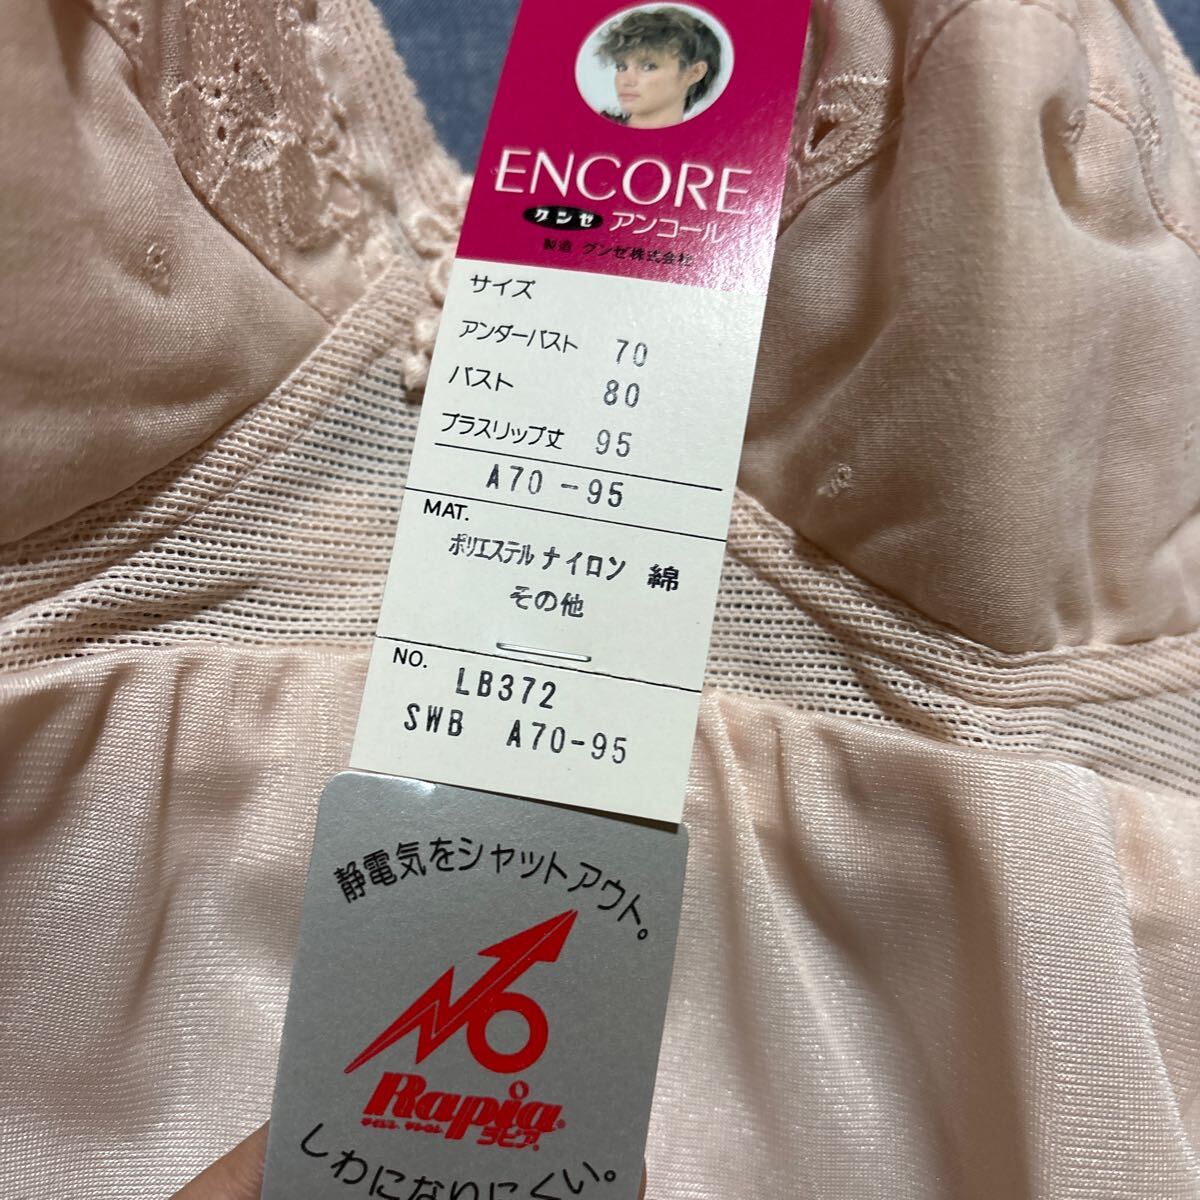 ENCORE
グンゼ アンコール
製造 グンゼ株式会社
サイズ
アンダーバスト 70
バスト 80
ブラスリップ丈 95
A70-95
MAT.
ポリエステル ナイロン 綿
その他
NO.
LB372
SWB A70-95
静電気をシャットアウト。
Rapia
ラピア
しわになりにくい。